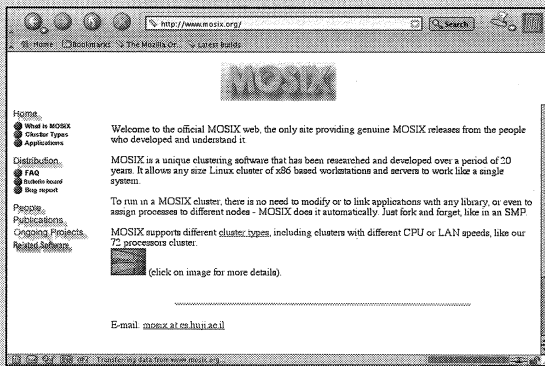 http://www.mosix.org/
Search
Home Bookmarks The Mozilla Or... Latest Builds
MOSIX
Home
What is MOSIX
Cluster Types
Applications
Distribution
FAQ
Bulletin board
Bug report
People
Publications
Ongoing Projects
Related Software
Welcome to the official MOSIX web, the only site providing genuine MOSIX releases from the people
who developed and understand it
MOSIX is a unique clustering software that has been researched and developed over a period of 20
years. It allows any size Linux cluster of x86 based workstations and servers to work like a single
system.
To run in a MOSIX cluster, there is no need to modify or to link applications with any library, or even to
assign processes to different nodes - MOSIX does it automatically. Just fork and forget, like in an SMP.
MOSIX supports different cluster types, including clusters with different CPU or LAN speeds, like our
72 processors cluster.
(click on image for more details).
E-mail: mosix at cs.huji.ac.il
Transferring data from www.mosix.org...